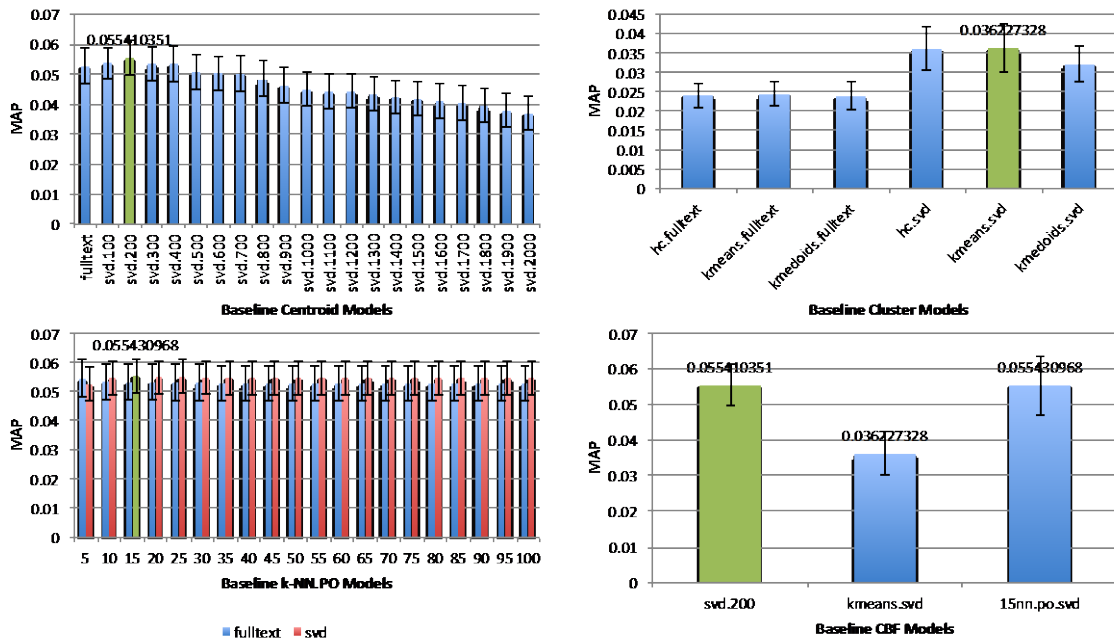 0.07
0.06
0.05
0.04
0.03
0.02
0.01
0
MAP
0.055410351
fulltext
svd.100
svd.200
svd.300
svd.400
svd.500
svd.600
svd.700
svd.800
svd.900
svd.1000
svd.1100
svd.1200
svd.1300
svd.1400
svd.1500
svd.1600
svd.1700
svd.1800
svd.1900
svd.2000
Baseline Centroid Models
0.045
0.04
0.035
0.03
0.025
0.02
0.015
0.01
0.005
0
MAP
0.036227328
hc.fulltext
kmeans.fulltext
kmedoids.fulltext
hc.svd
kmeans.svd
kmedoids.svd
Baseline Cluster Models
0.07
0.06
0.05
0.04
0.03
0.02
0.01
0
MAP
0.055430968
5 10 15 20 25 30 35 40 45 50 55 60 65 70 75 80 85 90 95 100
Baseline k-NN.PO Models
fulltext svd
0.07
0.06
0.05
0.04
0.03
0.02
0.01
0
MAP
0.055410351
0.036227328
0.055430968
svd.200 kmeans.svd 15nn.po.svd
Baseline CBF Models